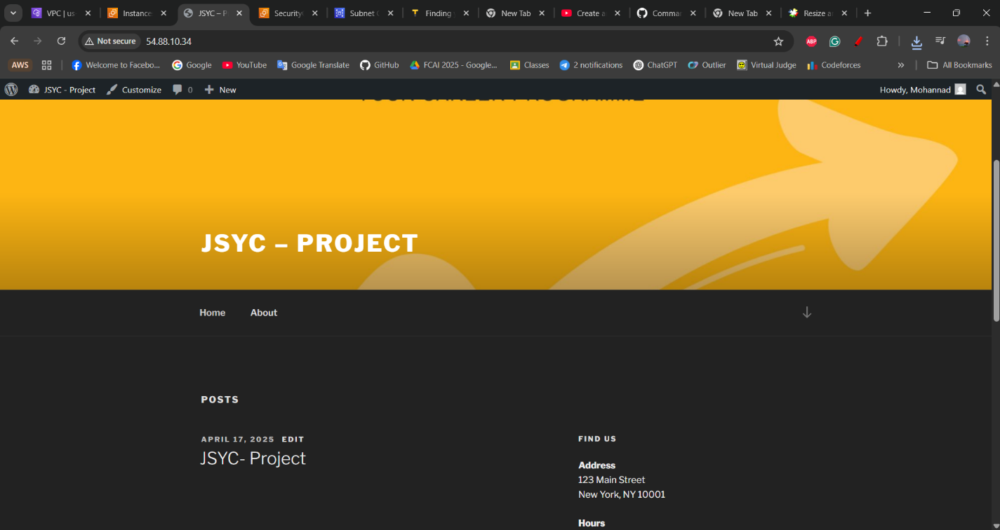 VPC | us
Instance
JSYC – P
Security
Subnet
Finding
New Tab
Create a
Comma
New Tab
Resize a
Not secure
54.88.10.34
ABP
AWS
Welcome to Facebo...
Google
YouTube
Google Translate
GitHub
FCAI 2025 - Google...
Classes
2 notifications
ChatGPT
Outlier
Virtual Judge
Codeforces
»
All Bookmarks
JSYC - Project
Customize
0
New
Howdy, Mohannad
JSYC – PROJECT
Home
About
POSTS
APRIL 17, 2025 EDIT
JSYC- Project
FIND US
Address
123 Main Street
New York, NY 10001
Hours